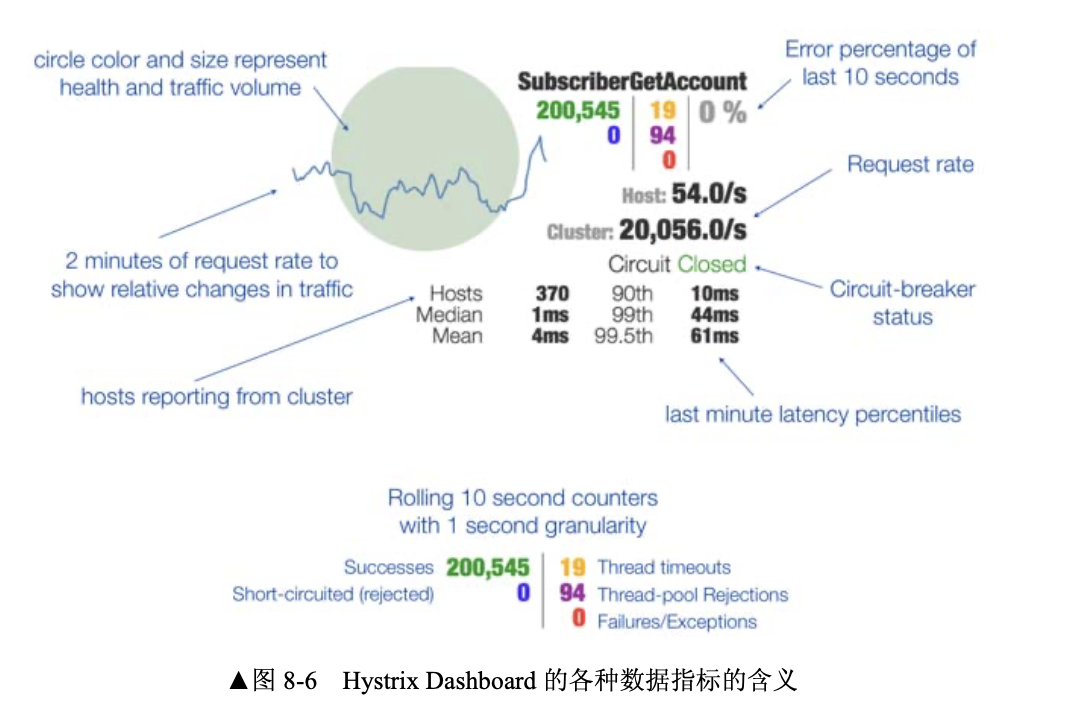 circle color and size represent
health and traffic volume
Error percentage of
last 10 seconds
SubscriberGetAccount
200,545 19 0 %
0 94
0
Request rate
Host: 54.0/s
Cluster: 20,056.0/s
2 minutes of request rate to
show relative changes in traffic
Circuit Closed
Circuit-breaker
status
Hosts 370 90th 10ms
Median 1ms 99th 44ms
Mean 4ms 99.5th 61ms
hosts reporting from cluster
last minute latency percentiles
Rolling 10 second counters
with 1 second granularity
Successes 200,545 19 Thread timeouts
Short-circuited (rejected) 0 94 Thread-pool Rejections
0 Failures/Exceptions
▲图 8-6 Hystrix Dashboard 的各种数据指标的含义